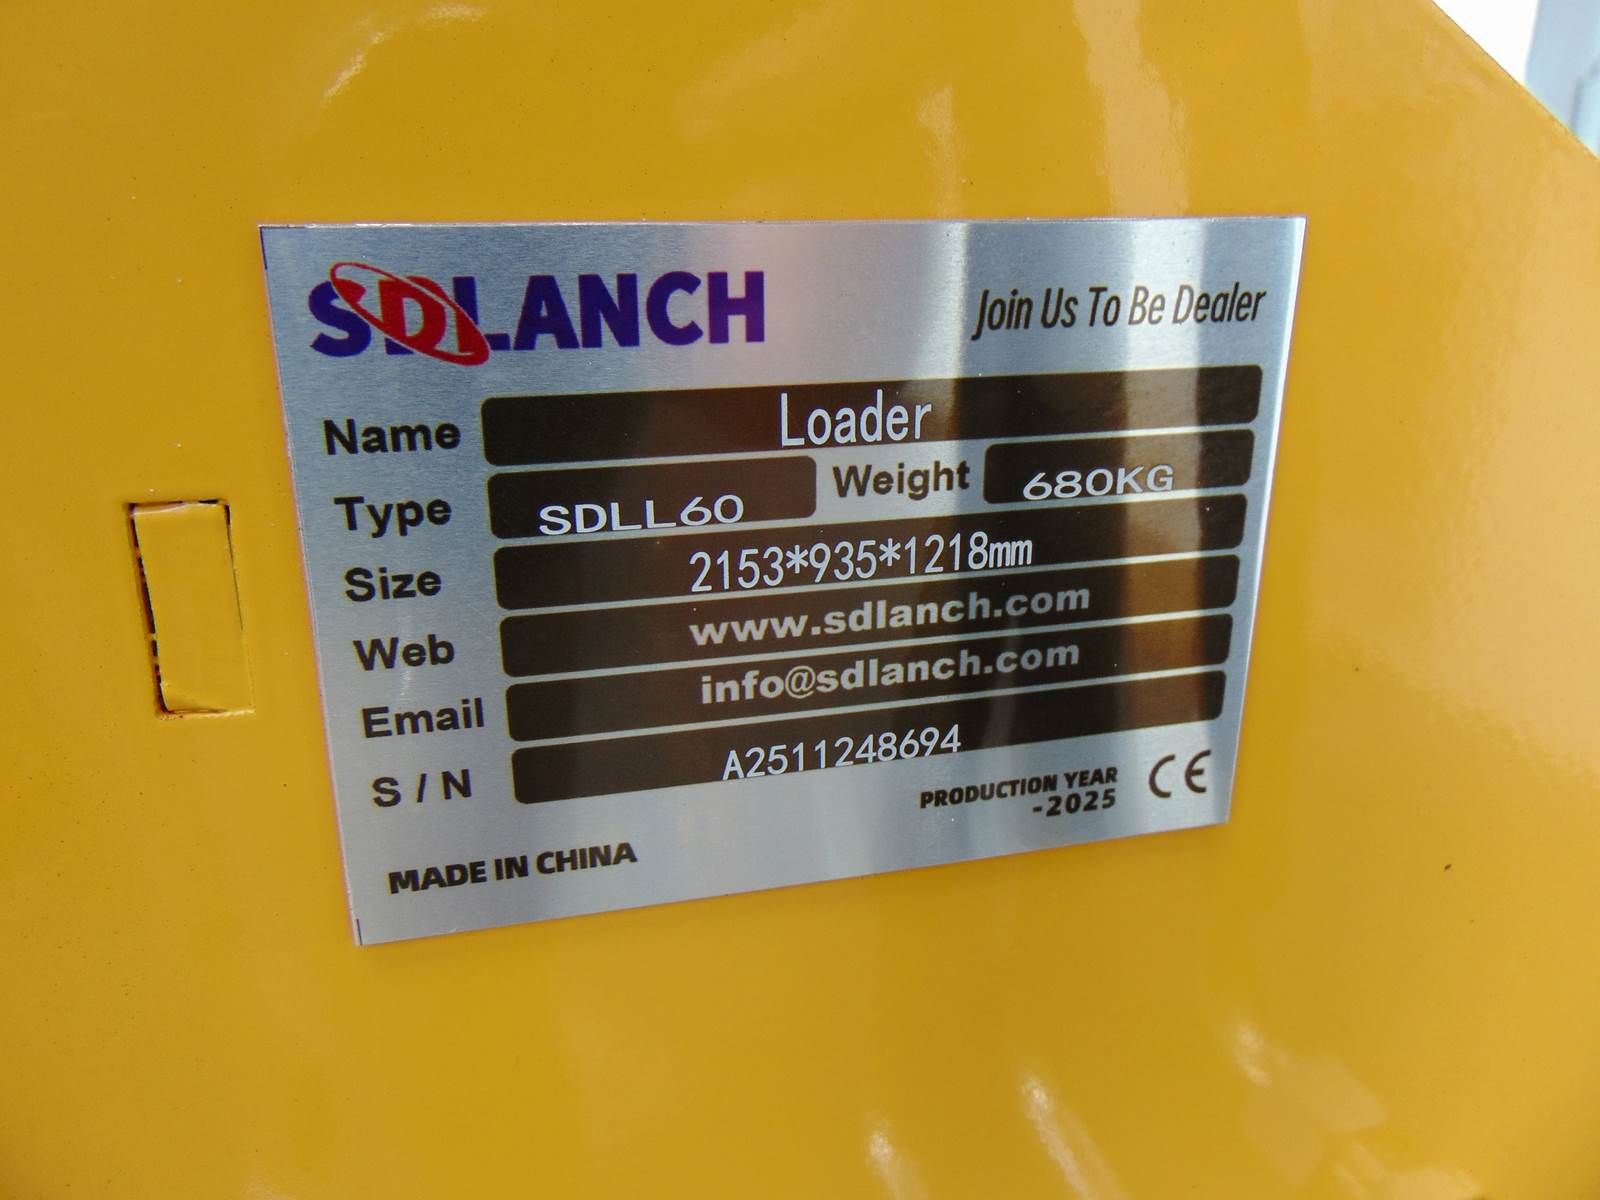 SDLANCH Join Us To Be Dealer
Name Loader
Type SDLL60 Weight 680KG
Size 2153*935*1218mm
Web www.sdlanch.com
Email info@sdlanch.com
S/N A2511248694
PRODUCTION YEAR CE
-2025
MADE IN CHINA